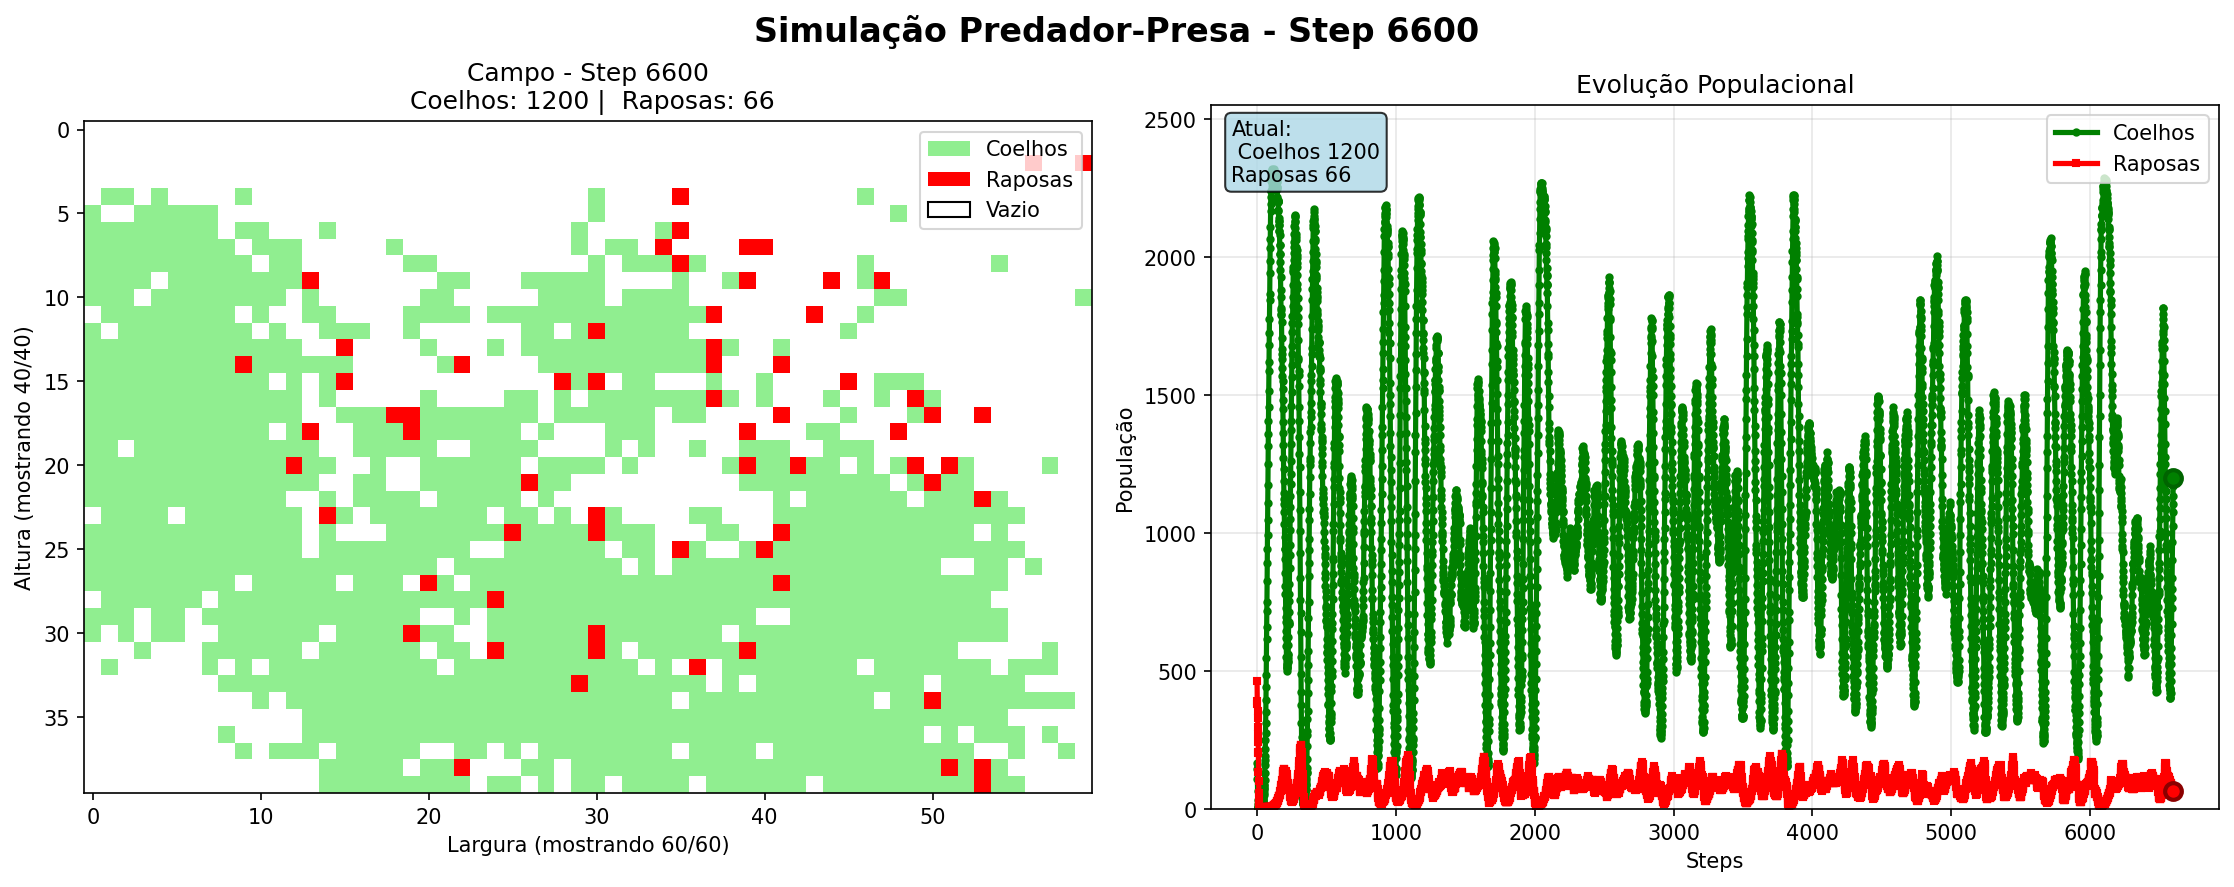 Simulação Predador-Presa - Step 6600
Campo - Step 6600
Coelhos: 1200 |  Raposas: 66
Coelhos
Raposas
Vazio
0
5
10
15
20
25
30
35
Altura (mostrando 40/40)
0
10
20
30
40
50
Largura (mostrando 60/60)
Evolução Populacional
Atual:
Coelhos 1200
Raposas 66
Coelhos
Raposas
2500
2000
1500
1000
500
0
População
0
1000
2000
3000
4000
5000
6000
Steps